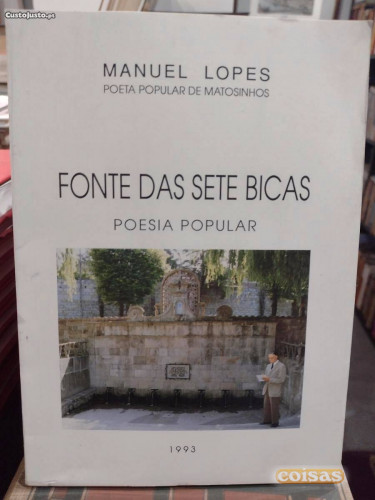 CustoJusto.pt
MANUEL LOPES
POETA POPULAR DE MATOSINHOS
FONTE DAS SETE BICAS
POESIA POPULAR
1993
coisas